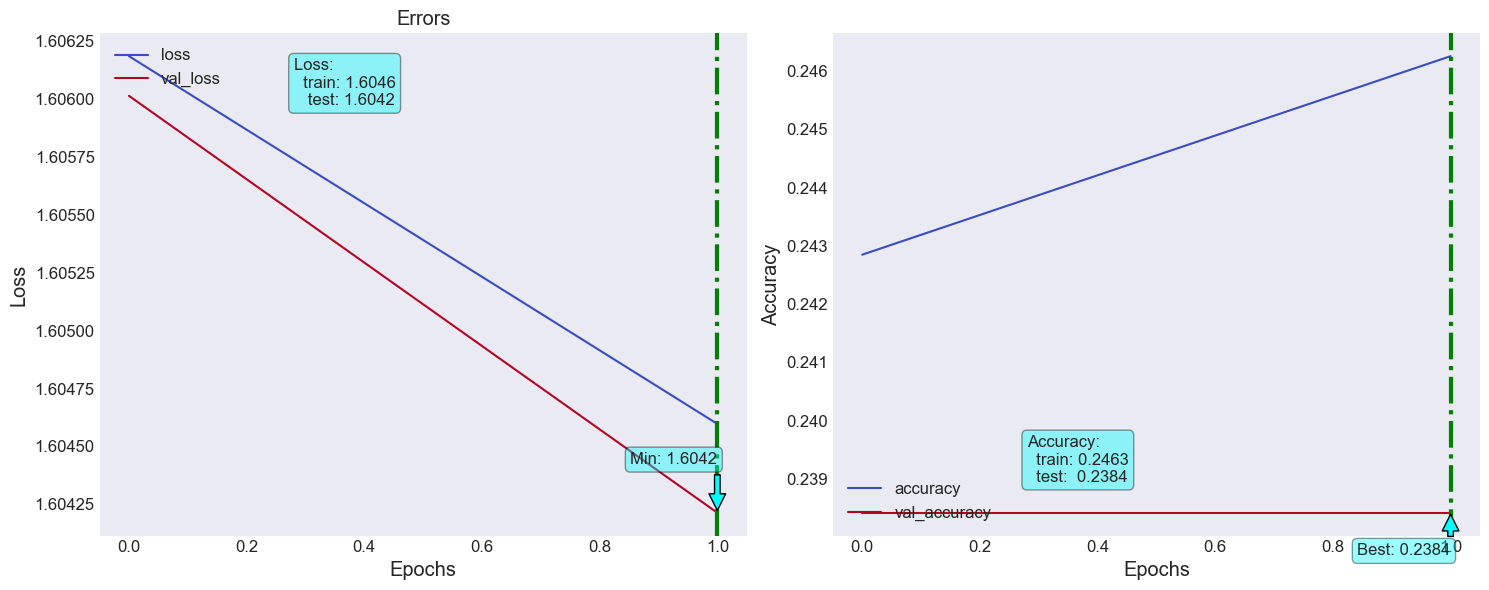 Errors
1.60625
1.60600
1.60575
1.60550
1.60525
1.60500
1.60475
1.60450
1.60425
Loss
loss
val_loss
Loss:
train: 1.6046
test: 1.6042
Min: 1.6042
0.0 0.2 0.4 0.6 0.8 1.0
Epochs
0.246
0.245
0.244
0.243
0.242
0.241
0.240
0.239
Accuracy
Accuracy:
train: 0.2463
test: 0.2384
accuracy
val_accuracy
0.0 0.2 0.4 0.6 0.8 1.0
Best: 0.2384
Epochs